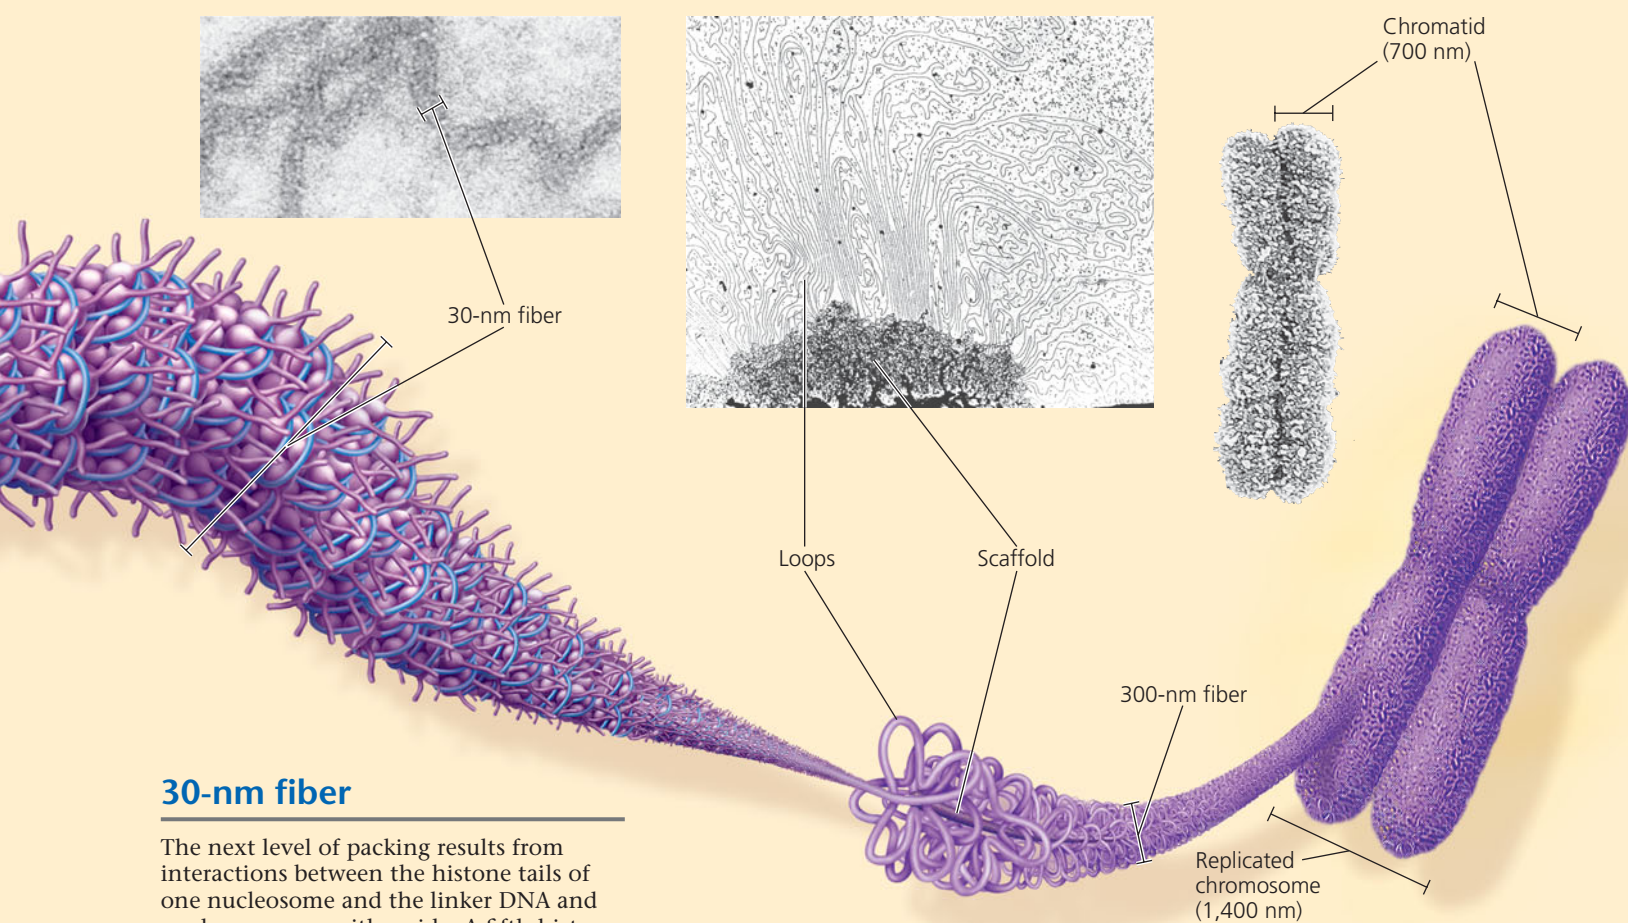 Chromatid
(700 nm)
30-nm fiber
Loops
Scaffold
300-nm fiber
30-nm fiber
The next level of packing results from
interactions between the histone tails of
one nucleosome and the linker DNA and
Replicated
chromosome
(1,400 nm)